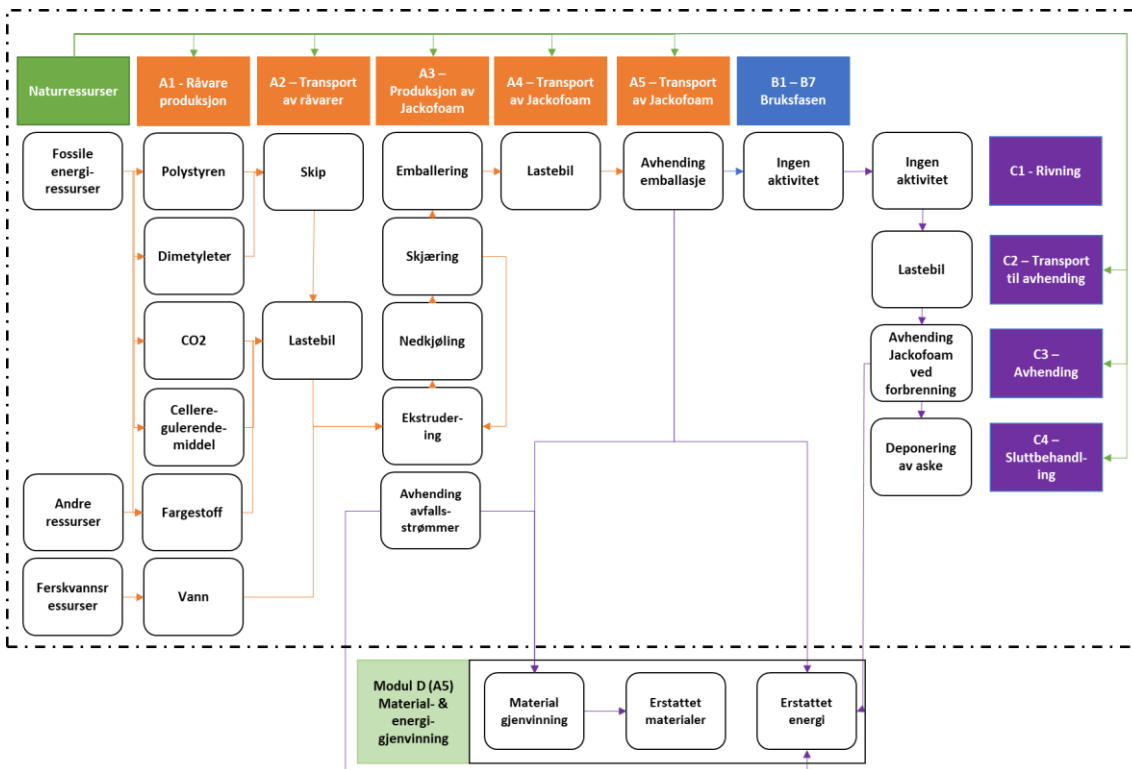 Naturressurser
A1 - Råvare
produksjon
A2 – Transport
av råvarer
A3 –
Produksjon av
Jackofoam
A4 – Transport
av Jackofoam
A5 – Transport
av Jackofoam
B1 – B7
Bruksfasen
Fossile
energi-
ressurser
Polystyren
Skip
Emballering
Lastebil
Avhending
emballasje
Ingen
aktivitet
Ingen
aktivitet
C1 - Rivning
Dimetyleter
Skjæring
Lastebil
C2 – Transport
til avhending
CO2
Lastebil
Nedkjøling
Avhending
Jackofoam
ved
forbrenning
C3 –
Avhending
Cellere-
gulerende-
middel
Ekstruder-
ing
Deponering
av aske
C4 –
Sluttbehandl-
ing
Andre
ressurser
Fargestoff
Avhending
avfalls-
strømmer
Ferskvannsr
essurser
Vann
Modul D (A5)
Material- &
energi-
gjenvinning
Material
gjenvinning
Erstattet
materialer
Erstattet
energi